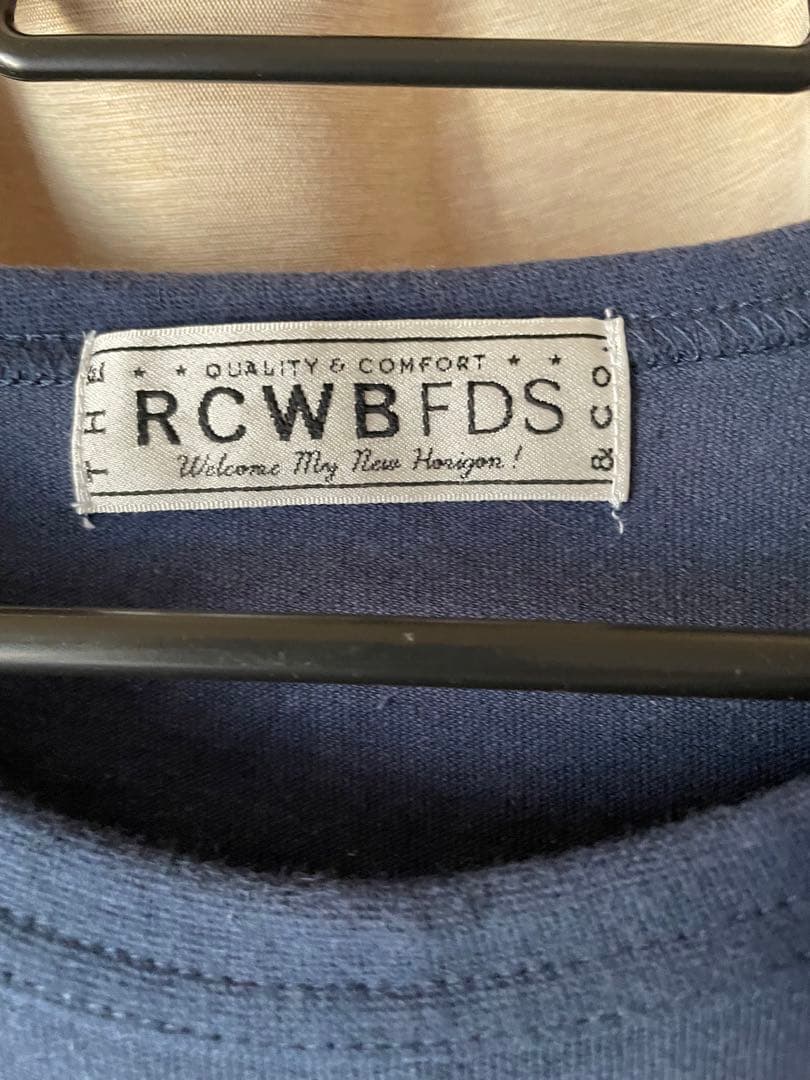 THE
★ ★ QUALITY & COMFORT ★ ★
RCWBFDS
Welcome My New Horigon!
& CO.